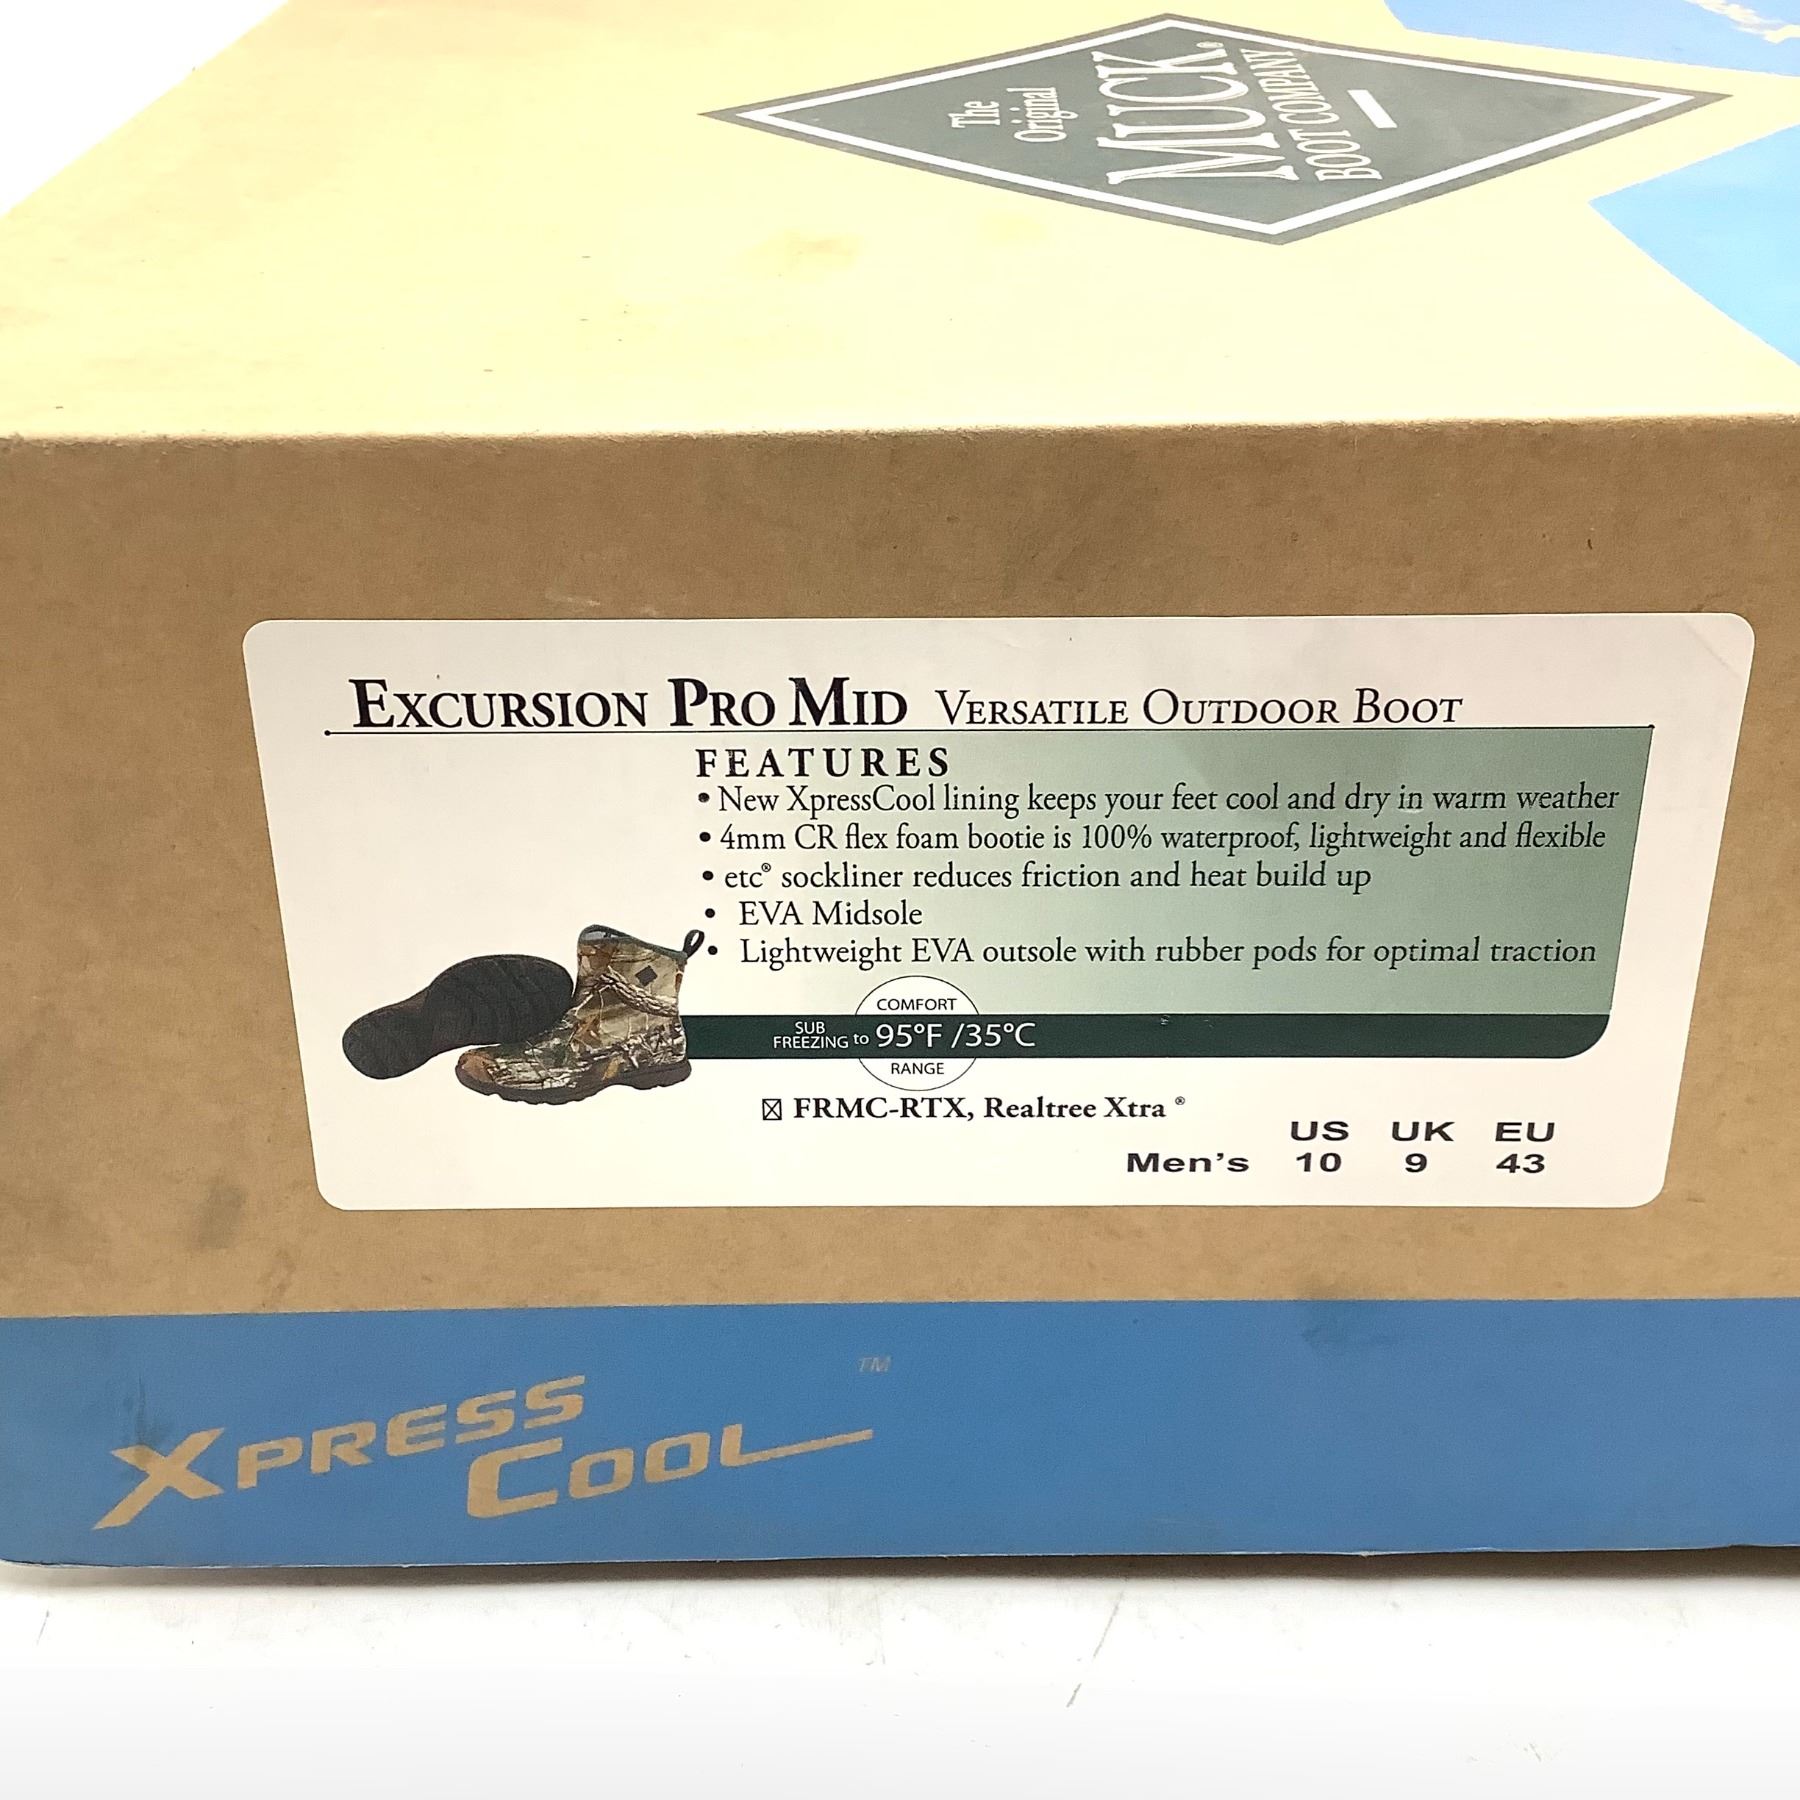 The
Original
MUCK®
BOOT COMPANY
EXCURSION PRO MID VERSATILE OUTDOOR BOOT
FEATURES
• New XpressCool lining keeps your feet cool and dry in warm weather
• 4mm CR flex foam bootie is 100% waterproof, lightweight and flexible
• etc® sockliner reduces friction and heat build up
• EVA Midsole
• Lightweight EVA outsole with rubber pods for optimal traction
COMFORT
SUB FREEZING to 95°F /35°C
RANGE
☒ FRMC-RTX, Realtree Xtra®
US UK EU
Men's 10 9 43
XPRESS
COOL™